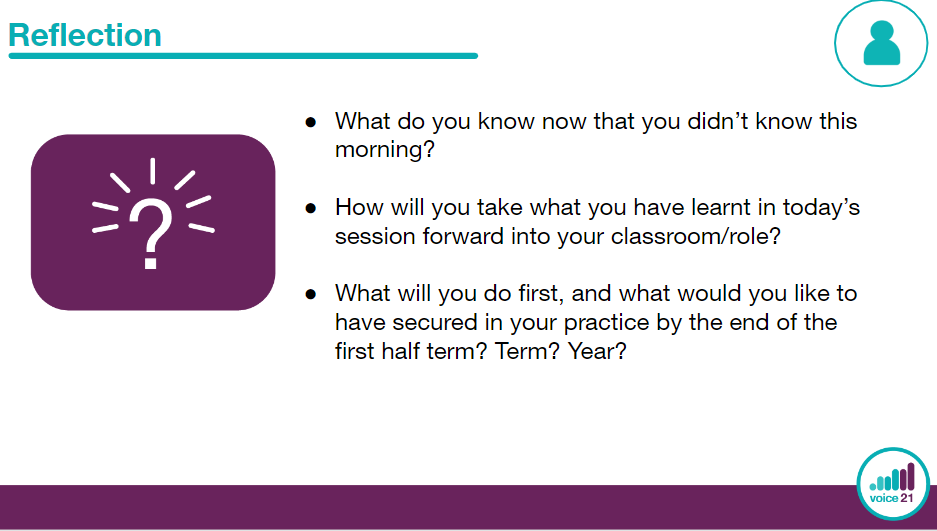 Reflection
● What do you know now that you didn’t know this
morning?
● How will you take what you have learnt in today’s
session forward into your classroom/role?
● What will you do first, and what would you like to
have secured in your practice by the end of the
first half term? Term? Year?
?
voice 21